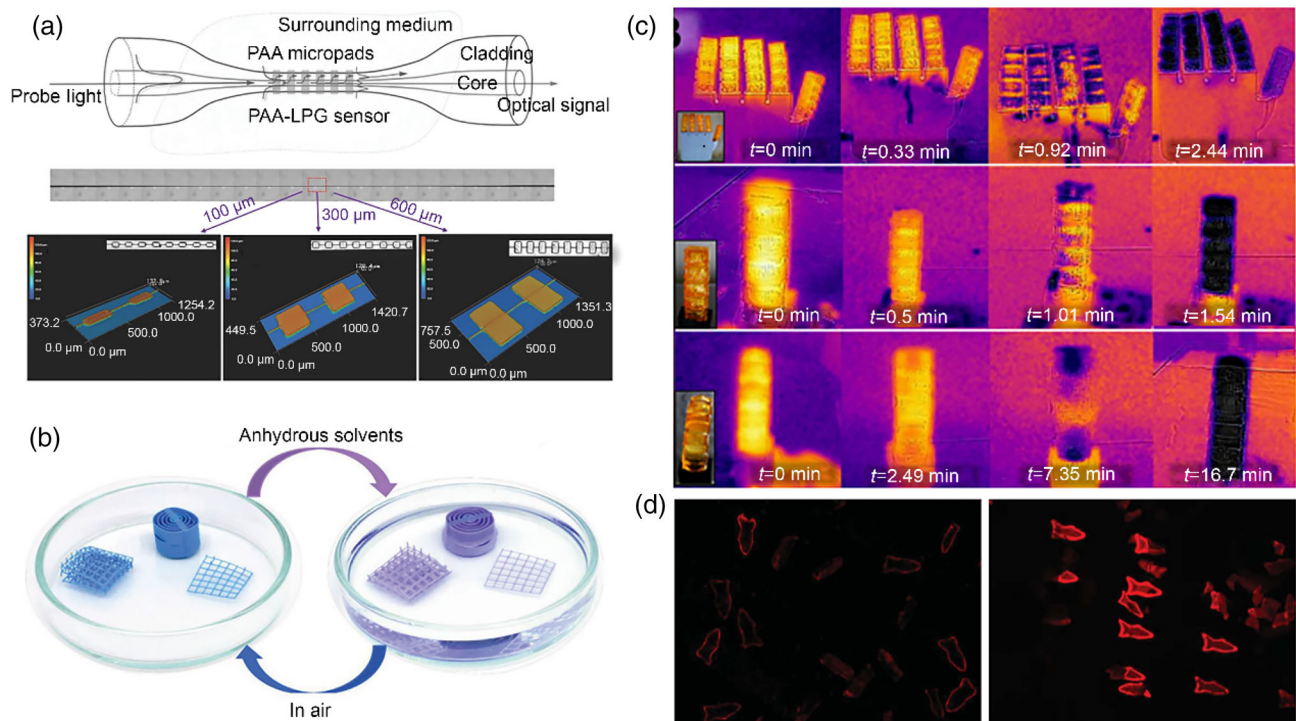 (a)
Surrounding medium
PAA micropads
Cladding
Core
Probe light
Optical signal
PAA-LPG sensor
100 μm
300 μm
600 μm
373.2
1254.2
1000.0
500.0
0.0 μm
0.0 μm
449.5
1420.7
1000.0
500.0
0.0 μm
0.0 μm
757.5
1351.3
1000.0
500.0
0.0 μm
0.0 μm
(b)
Anhydrous solvents
In air
(c)
t=0 min
t=0.33 min
t=0.92 min
t=2.44 min
t=0 min
t=0.5 min
t=1.01 min
t=1.54 min
t=0 min
t=2.49 min
t=7.35 min
t=16.7 min
(d)